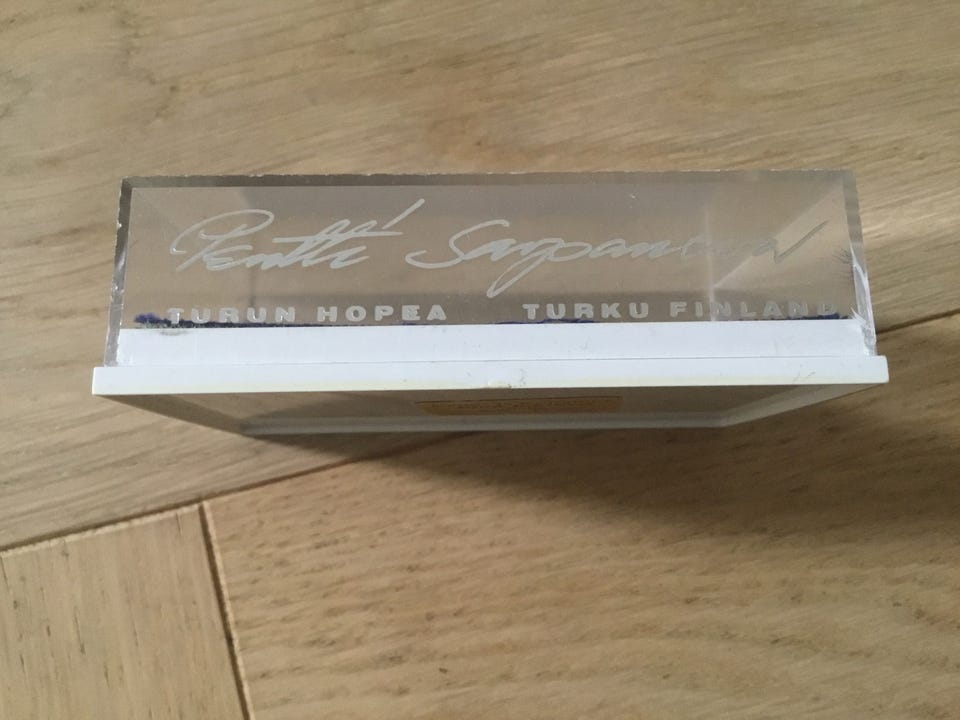 Pentti Sarpaneva
TURUN HOPEA TURKU FINLAND